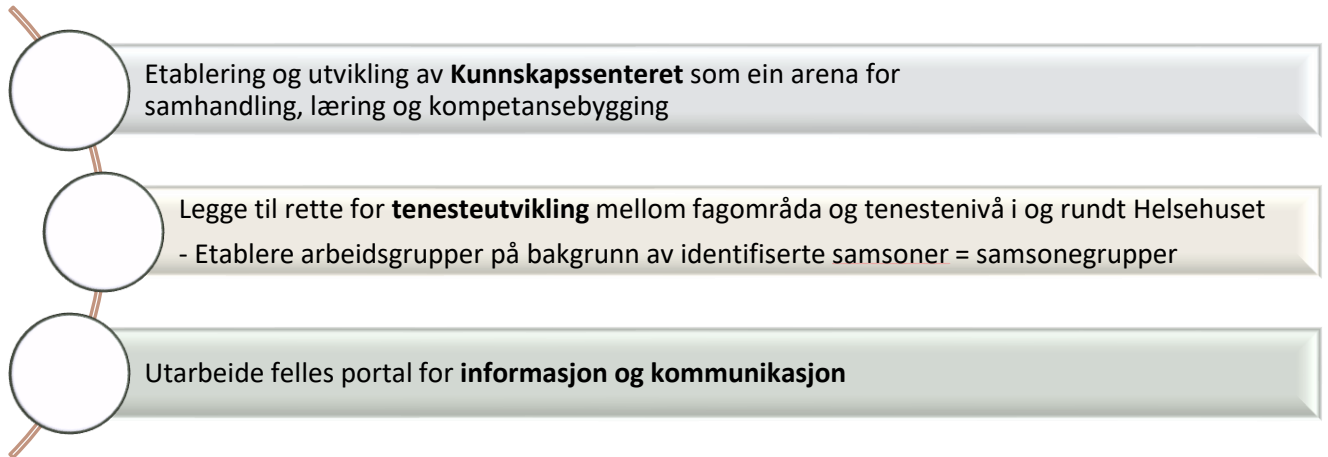 Etablering og utvikling av Kunnskapssenteret som ein arena for
samhandling, læring og kompetansebygging
Legge til rette for tenesteutvikling mellom fagområda og tenestenivå i og rundt Helsehuset
- Etablere arbeidsgrupper på bakgrunn av identifiserte samsoner = samsonegrupper
Utarbeide felles portal for informasjon og kommunikasjon